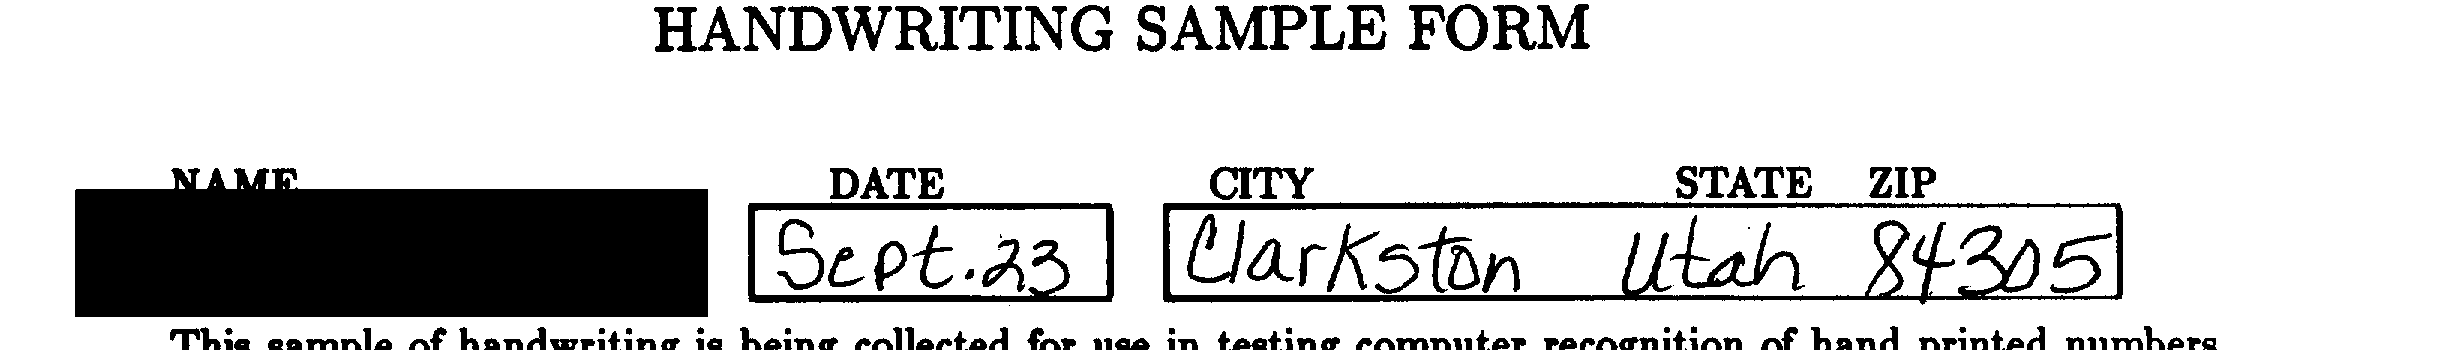 HANDWRITING SAMPLE FORM
NAME DATE CITY STATE ZIP
Sept. 23 Clarkston Utah 84305
This sample of handwriting is being collected for use in testing computer recognition of hand printed numbers